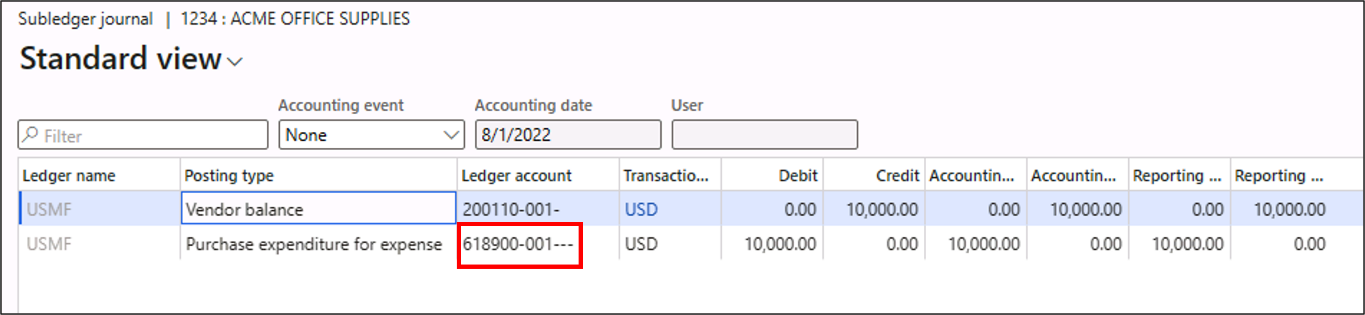 Subledger journal | 1234 : ACME OFFICE SUPPLIES
Standard view
Accounting event Accounting date User
Filter None 8/1/2022
Ledger name Posting type Ledger account Transactio... Debit Credit Accountin... Accountin... Reporting ... Reporting ...
USMF Vendor balance 200110-001- USD 0.00 10,000.00 0.00 10,000.00 0.00 10,000.00
USMF Purchase expenditure for expense 618900-001--- USD 10,000.00 0.00 10,000.00 0.00 10,000.00 0.00